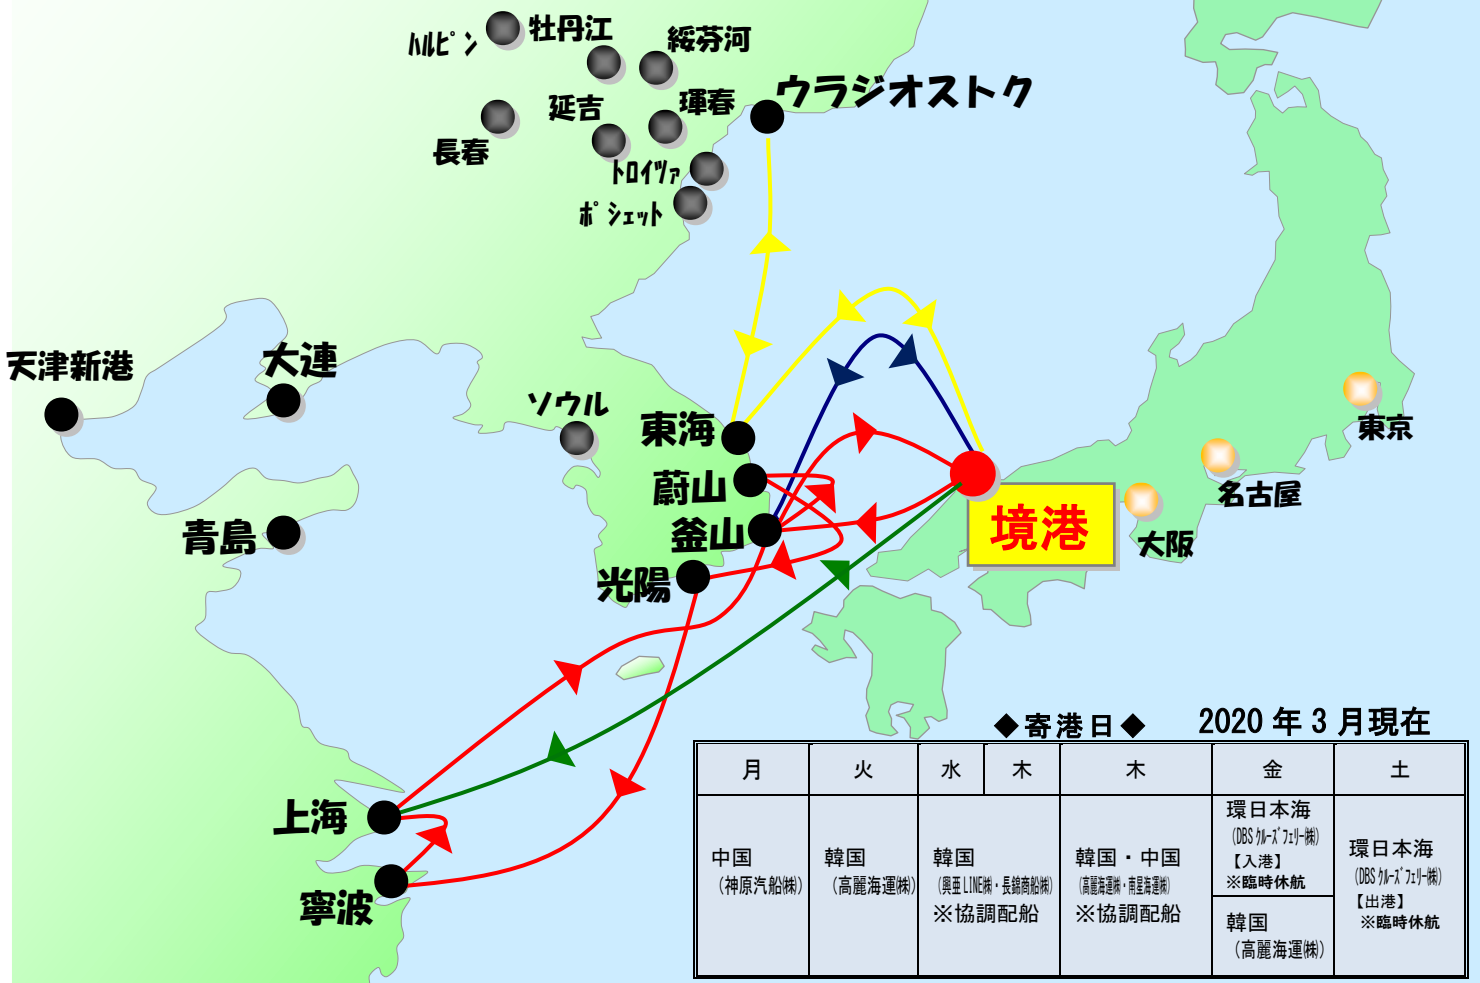 ﾊﾙﾋﾟﾝ
牡丹江
綏芬河
ウラジオストク
延吉
琿春
長春
ﾄﾛｲﾂｧ
ﾎﾟｼｪｯﾄ
天津新港
大連
ソウル
東海
蔚山
青島
釜山
光陽
境港
東京
名古屋
大阪
上海
寧波
◆寄港日◆ 2020年3月現在
月 火 水 木 木 金 土
中国
（神原汽船㈱）
韓国
（高麗海運㈱）
韓国
（興亜LINE㈱・長錦商船㈱）
※協調配船
韓国・中国
（高麗海運㈱・南星海運㈱）
※協調配船
環日本海
（DBSｸﾙｰｽﾞﾌｪﾘｰ㈱）
【入港】
※臨時休航
韓国
（高麗海運㈱）
環日本海
（DBSｸﾙｰｽﾞﾌｪﾘｰ㈱）
【出港】
※臨時休航